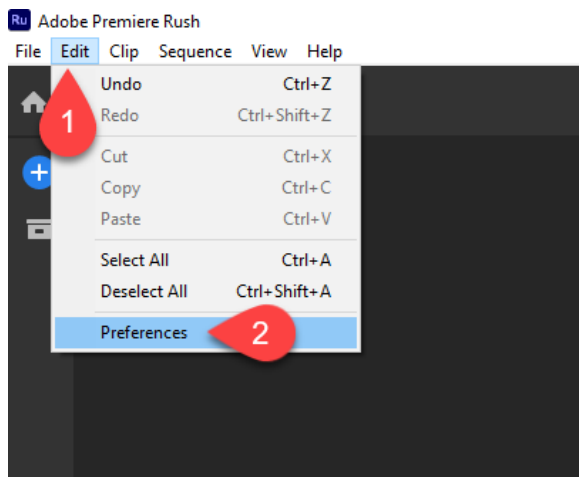 Ru Adobe Premiere Rush
File Edit Clip Sequence View Help
Undo Ctrl+Z
1
Redo Ctrl+Shift+Z
Cut Ctrl+X
Copy Ctrl+C
Paste Ctrl+V
Select All Ctrl+A
Deselect All Ctrl+Shift+A
Preferences 2